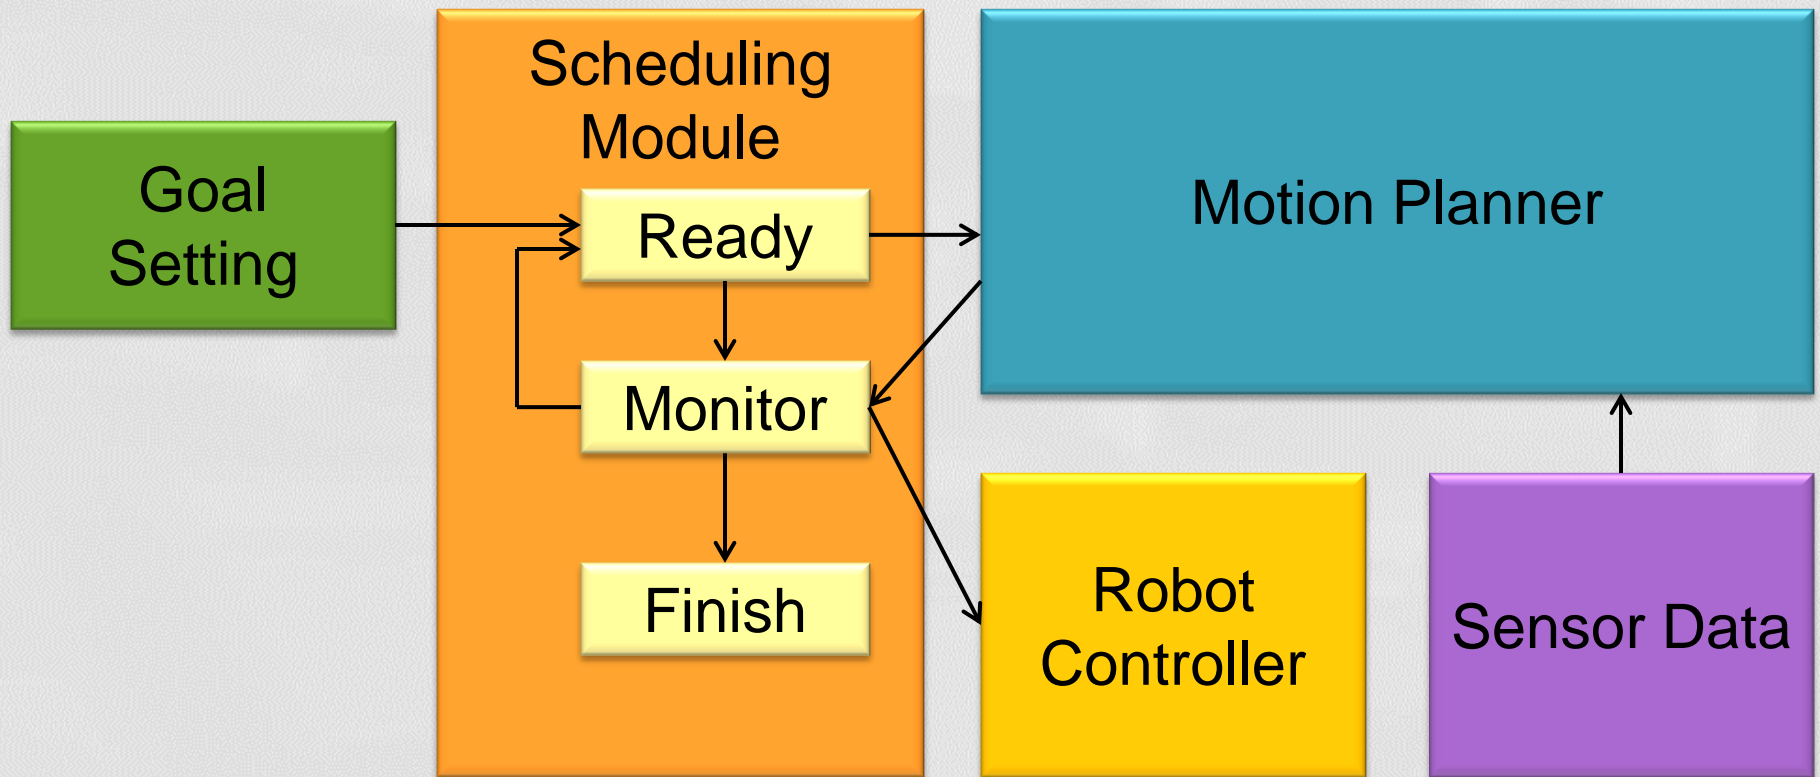 Goal
Setting
Scheduling
Module
Ready
Monitor
Finish
Motion Planner
Robot
Controller
Sensor Data